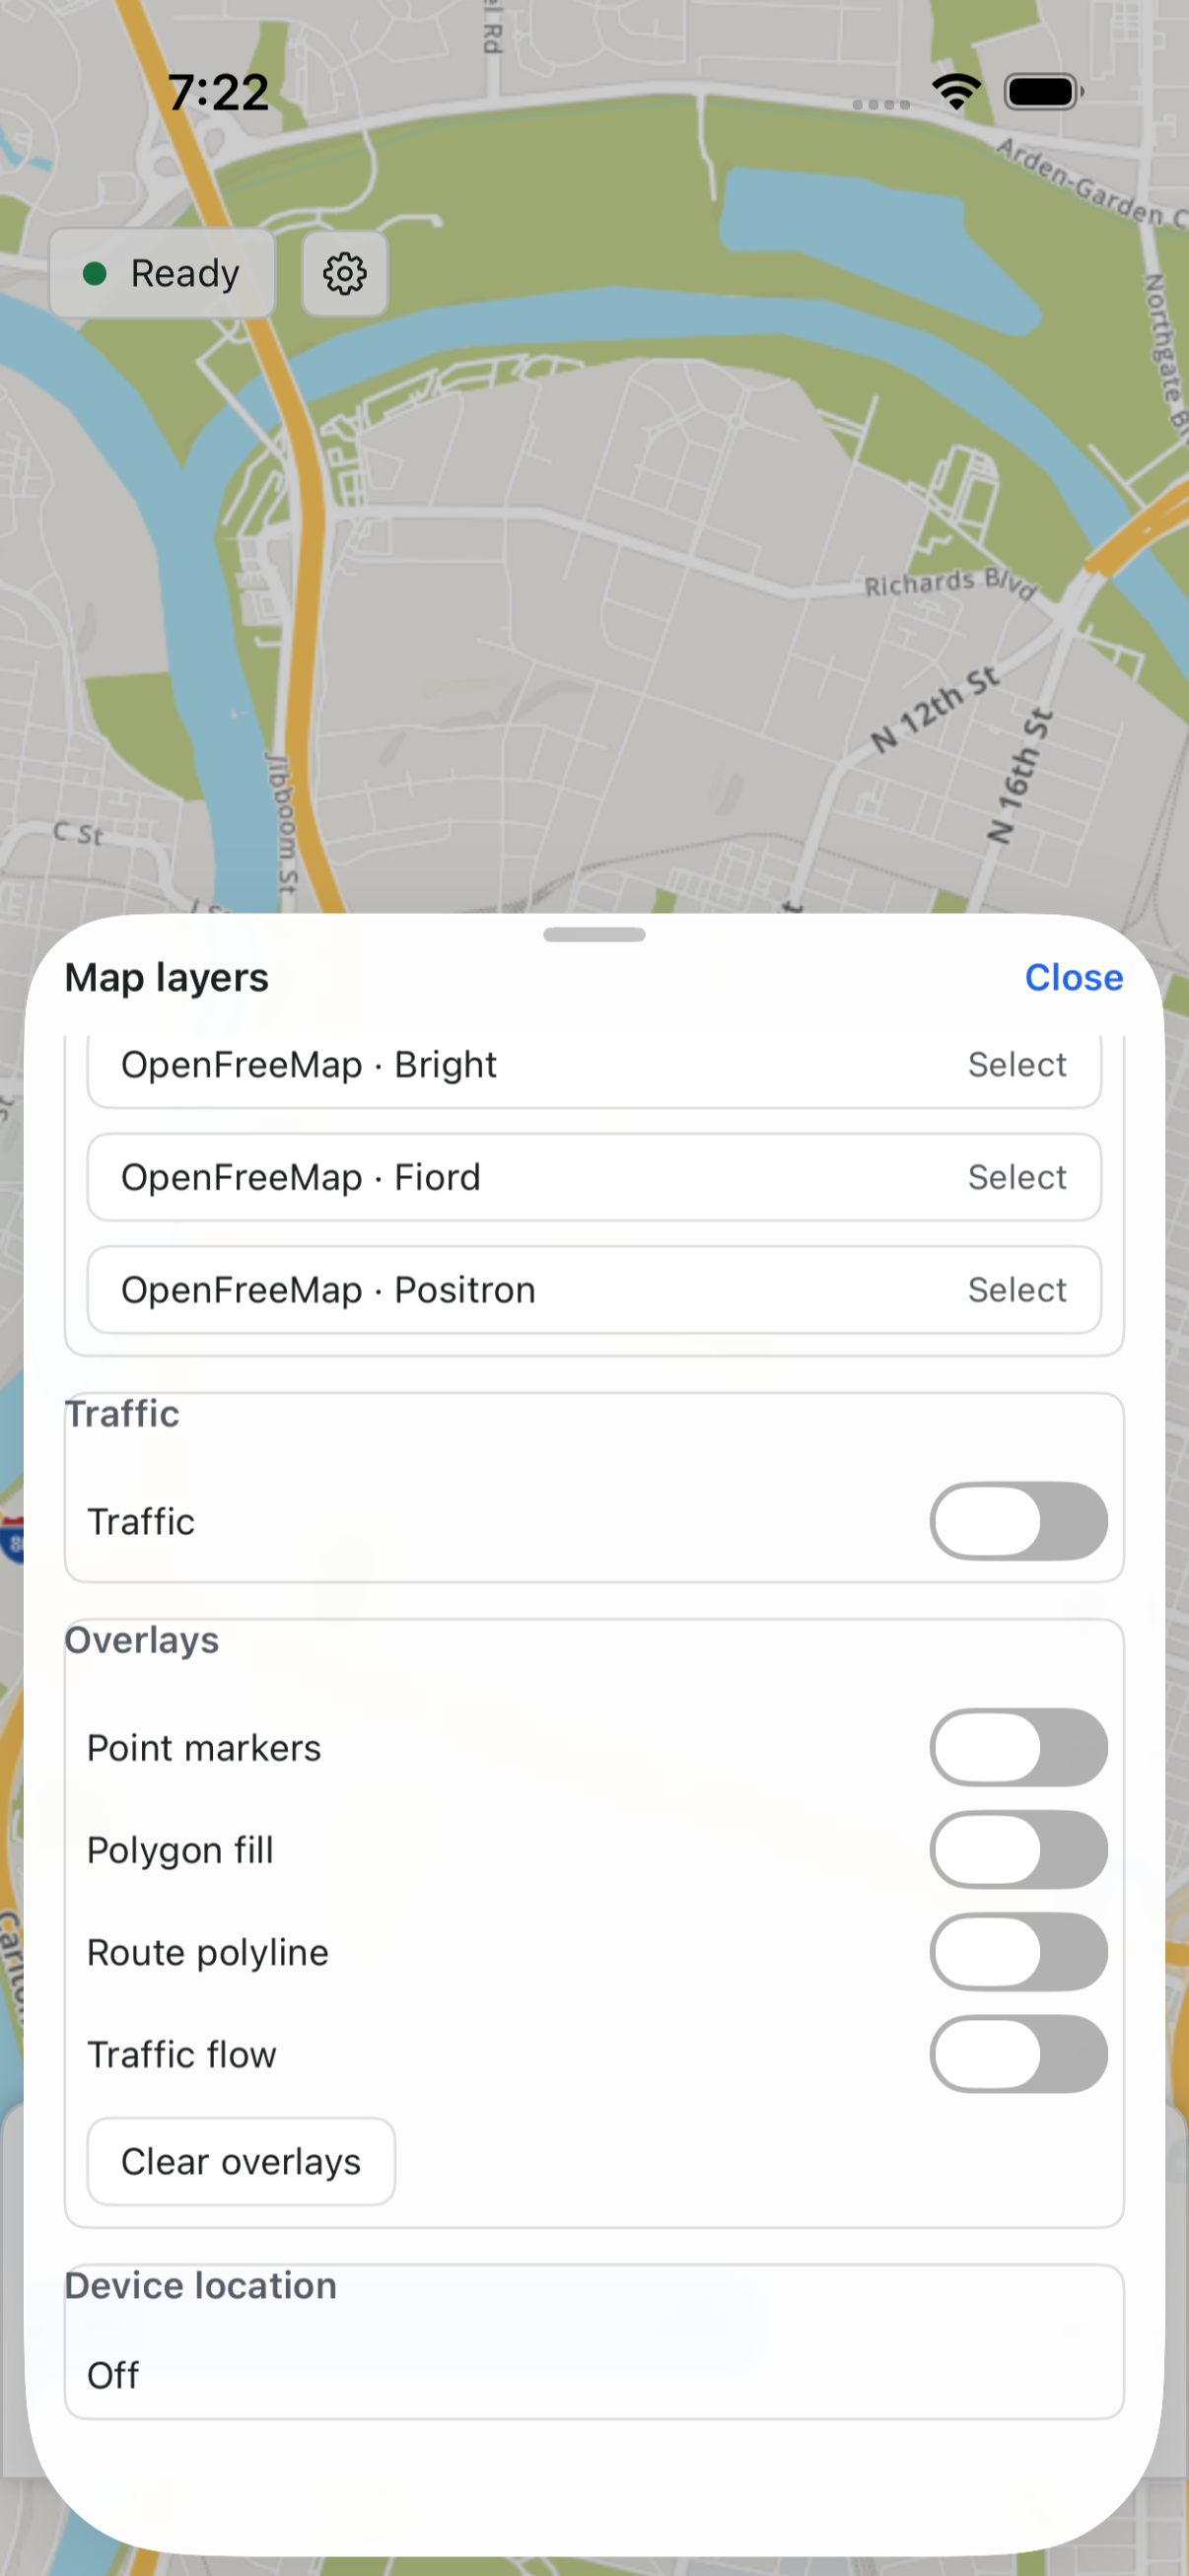 el Rd
7:22
Arden-Garden C
Ready
Northgate Bl
Richards Blvd
N 12th St
N 16th St
Jibboom St
C St
Map layers
Close
OpenFreeMap · Bright
Select
OpenFreeMap · Fiord
Select
OpenFreeMap · Positron
Select
Traffic
Traffic
Overlays
Point markers
Polygon fill
Route polyline
Traffic flow
Clear overlays
Device location
Off